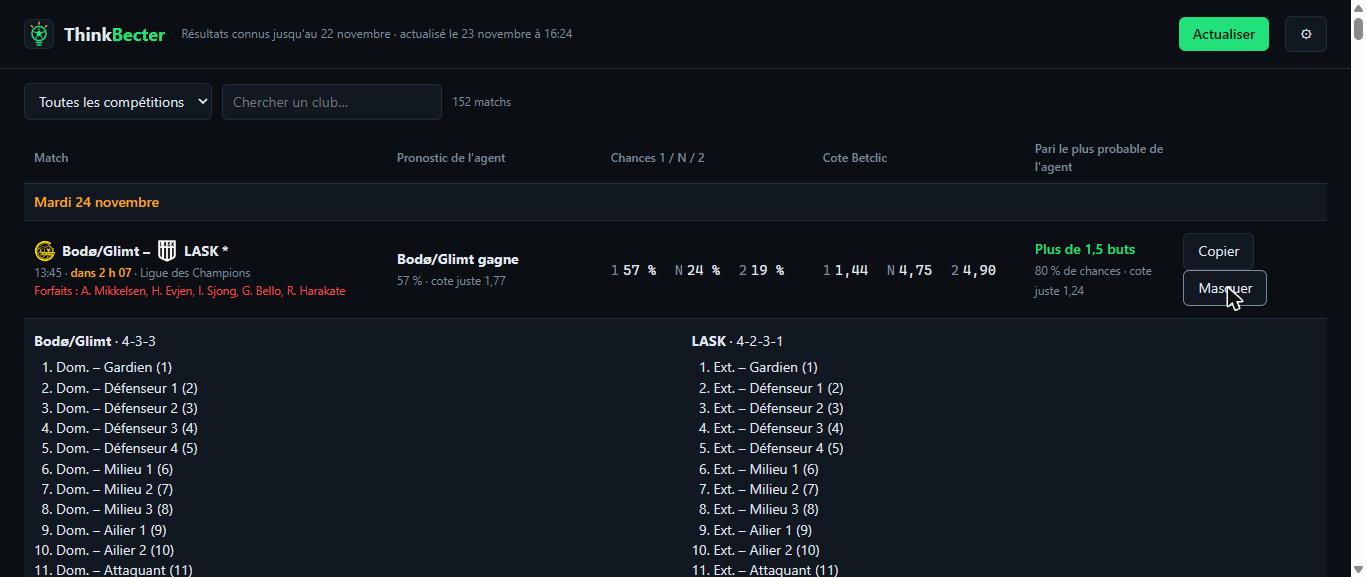 ThinkBecter Résultats connus jusqu'au 22 novembre · actualisé le 23 novembre à 16:24 Actualiser
Toutes les compétitions Chercher un club... 152 matchs
Match Pronostic de l'agent Chances 1 / N / 2 Cote Betclic Pari le plus probable de l'agent
Mardi 24 novembre
Bodø/Glimt – LASK *
13:45 · dans 2 h 07 · Ligue des Champions
Forfaits : A. Mikkelsen, H. Evjen, I. Sjong, G. Bello, R. Harakate
Bodø/Glimt gagne
57 % · cote juste 1,77
1 57 % N 24 % 2 19 %
1 1,44 N 4,75 2 4,90
Plus de 1,5 buts
80 % de chances · cote
juste 1,24
Copier
Masquer
Bodø/Glimt · 4-3-3
1. Dom. – Gardien (1)
2. Dom. – Défenseur 1 (2)
3. Dom. – Défenseur 2 (3)
4. Dom. – Défenseur 3 (4)
5. Dom. – Défenseur 4 (5)
6. Dom. – Milieu 1 (6)
7. Dom. – Milieu 2 (7)
8. Dom. – Milieu 3 (8)
9. Dom. – Ailier 1 (9)
10. Dom. – Ailier 2 (10)
11. Dom. – Attaquant (11)
LASK · 4-2-3-1
1. Ext. – Gardien (1)
2. Ext. – Défenseur 1 (2)
3. Ext. – Défenseur 2 (3)
4. Ext. – Défenseur 3 (4)
5. Ext. – Défenseur 4 (5)
6. Ext. – Milieu 1 (6)
7. Ext. – Milieu 2 (7)
8. Ext. – Milieu 3 (8)
9. Ext. – Ailier 1 (9)
10. Ext. – Ailier 2 (10)
11. Ext. – Attaquant (11)